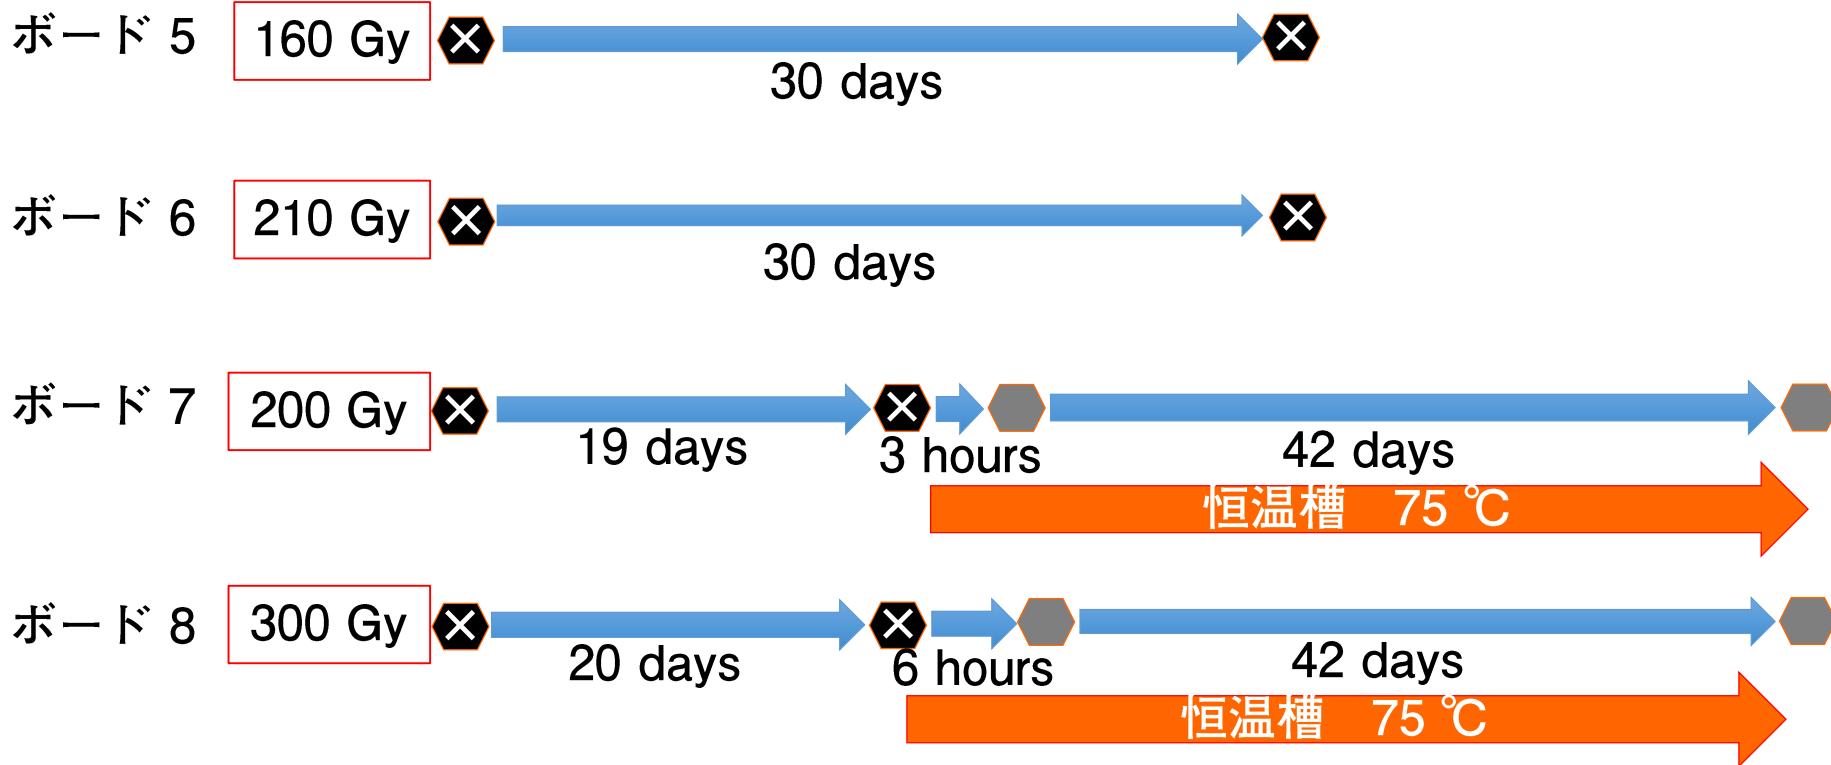 ボード 5 160 Gy
30 days
ボード 6 210 Gy
30 days
ボード 7 200 Gy
19 days 3 hours 42 days
恒温槽　75 ℃
ボード 8 300 Gy
20 days 6 hours 42 days
恒温槽　75 ℃